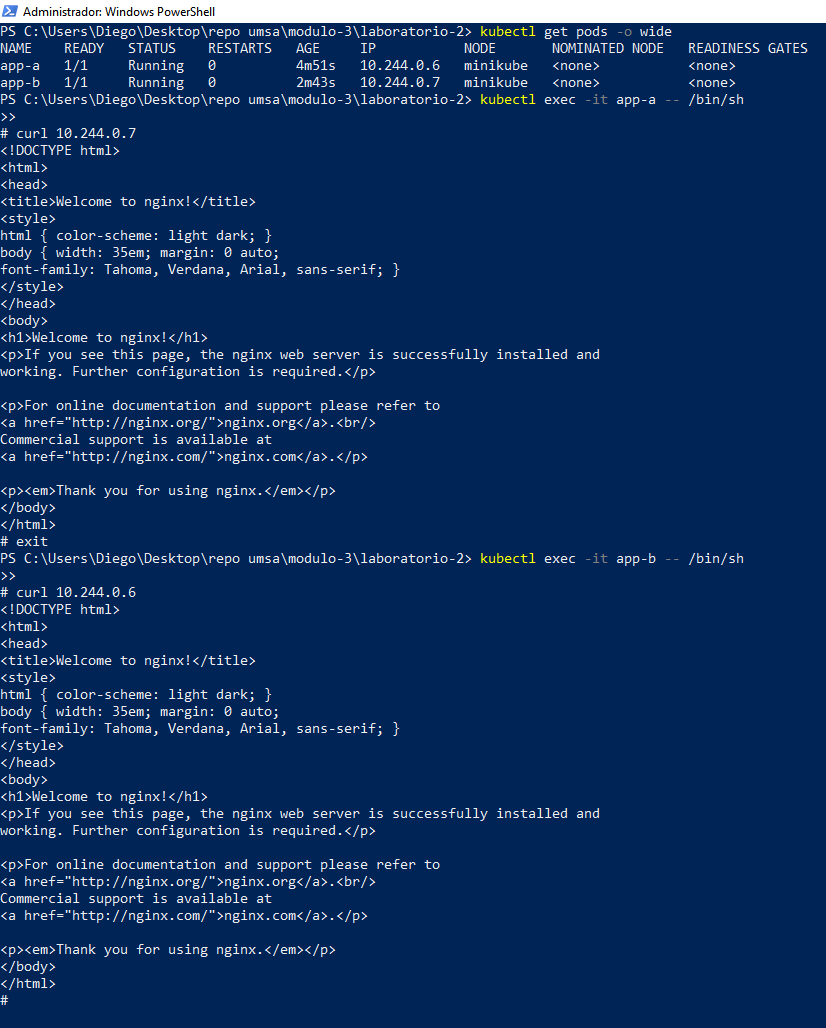 Administrador: Windows PowerShell
PS C:\Users\Diego\Desktop\repo umsa\modulo-3\laboratorio-2> kubectl get pods -o wide
NAME    READY   STATUS    RESTARTS   AGE     IP           NODE       NOMINATED NODE   READINESS GATES
app-a   1/1     Running   0          4m51s   10.244.0.6   minikube   <none>           <none>
app-b   1/1     Running   0          2m43s   10.244.0.7   minikube   <none>           <none>
PS C:\Users\Diego\Desktop\repo umsa\modulo-3\laboratorio-2> kubectl exec -it app-a -- /bin/sh
>>
# curl 10.244.0.7
<!DOCTYPE html>
<html>
<head>
<title>Welcome to nginx!</title>
<style>
html { color-scheme: light dark; }
body { width: 35em; margin: 0 auto;
font-family: Tahoma, Verdana, Arial, sans-serif; }
</style>
</head>
<body>
<h1>Welcome to nginx!</h1>
<p>If you see this page, the nginx web server is successfully installed and
working. Further configuration is required.</p>

<p>For online documentation and support please refer to
<a href="http://nginx.org/">nginx.org</a>.<br/>
Commercial support is available at
<a href="http://nginx.com/">nginx.com</a>.</p>

<p><em>Thank you for using nginx.</em></p>
</body>
</html>
# exit
PS C:\Users\Diego\Desktop\repo umsa\modulo-3\laboratorio-2> kubectl exec -it app-b -- /bin/sh
>>
# curl 10.244.0.6
<!DOCTYPE html>
<html>
<head>
<title>Welcome to nginx!</title>
<style>
html { color-scheme: light dark; }
body { width: 35em; margin: 0 auto;
font-family: Tahoma, Verdana, Arial, sans-serif; }
</style>
</head>
<body>
<h1>Welcome to nginx!</h1>
<p>If you see this page, the nginx web server is successfully installed and
working. Further configuration is required.</p>

<p>For online documentation and support please refer to
<a href="http://nginx.org/">nginx.org</a>.<br/>
Commercial support is available at
<a href="http://nginx.com/">nginx.com</a>.</p>

<p><em>Thank you for using nginx.</em></p>
</body>
</html>
#